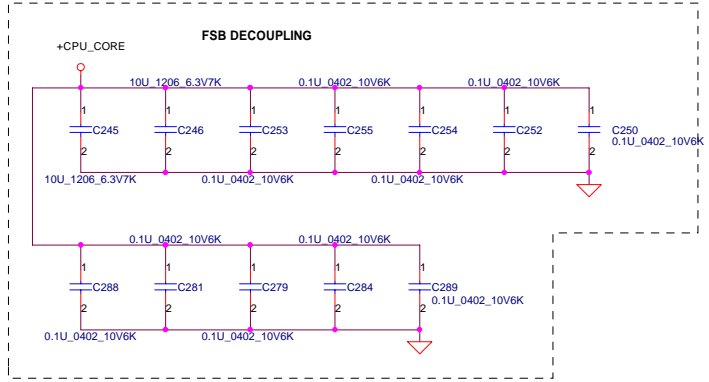 FSB DECOUPLING
+CPU_CORE
10U_1206_6.3V7K 0.1U_0402_10V6K 0.1U_0402_10V6K
1 1 1 1 1 1 1
C245 C246 C253 C255 C254 C252 C250
0.1U_0402_10V6K
2 2 2 2 2 2 2
10U_1206_6.3V7K 0.1U_0402_10V6K 0.1U_0402_10V6K
0.1U_0402_10V6K 0.1U_0402_10V6K
1 1 1 1 1
C288 C281 C279 C284 C289
0.1U_0402_10V6K
2 2 2 2 2
0.1U_0402_10V6K 0.1U_0402_10V6K